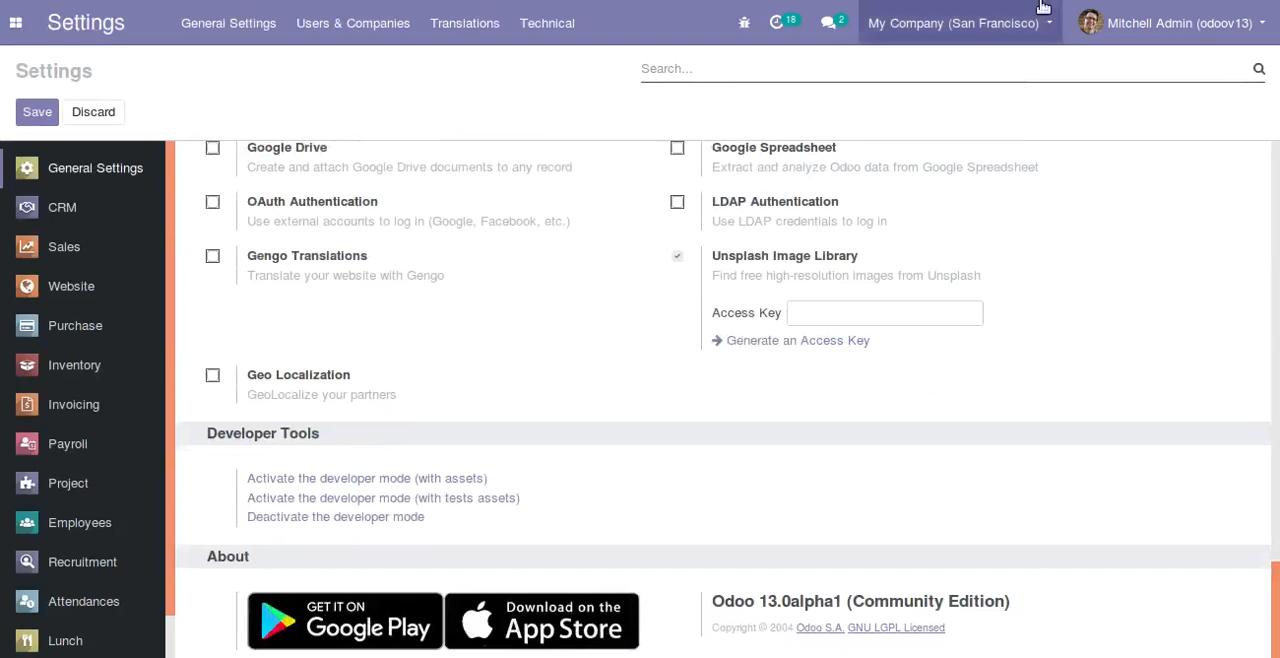 Settings General Settings Users & Companies Translations Technical 18 2 My Company (San Francisco) Mitchell Admin (odoov13)
Settings Search...
Save Discard
General Settings
CRM
Sales
Website
Purchase
Inventory
Invoicing
Payroll
Project
Employees
Recruitment
Attendances
Lunch
Google Drive
Create and attach Google Drive documents to any record
Google Spreadsheet
Extract and analyze Odoo data from Google Spreadsheet
OAuth Authentication
Use external accounts to log in (Google, Facebook, etc.)
LDAP Authentication
Use LDAP credentials to log in
Gengo Translations
Translate your website with Gengo
Unsplash Image Library
Find free high-resolution images from Unsplash
Access Key
Generate an Access Key
Geo Localization
GeoLocalize your partners
Developer Tools
Activate the developer mode (with assets)
Activate the developer mode (with tests assets)
Deactivate the developer mode
About
GET IT ON
Google Play
Download on the
App Store
Odoo 13.0alpha1 (Community Edition)
Copyright © 2004 Odoo S.A. GNU LGPL Licensed